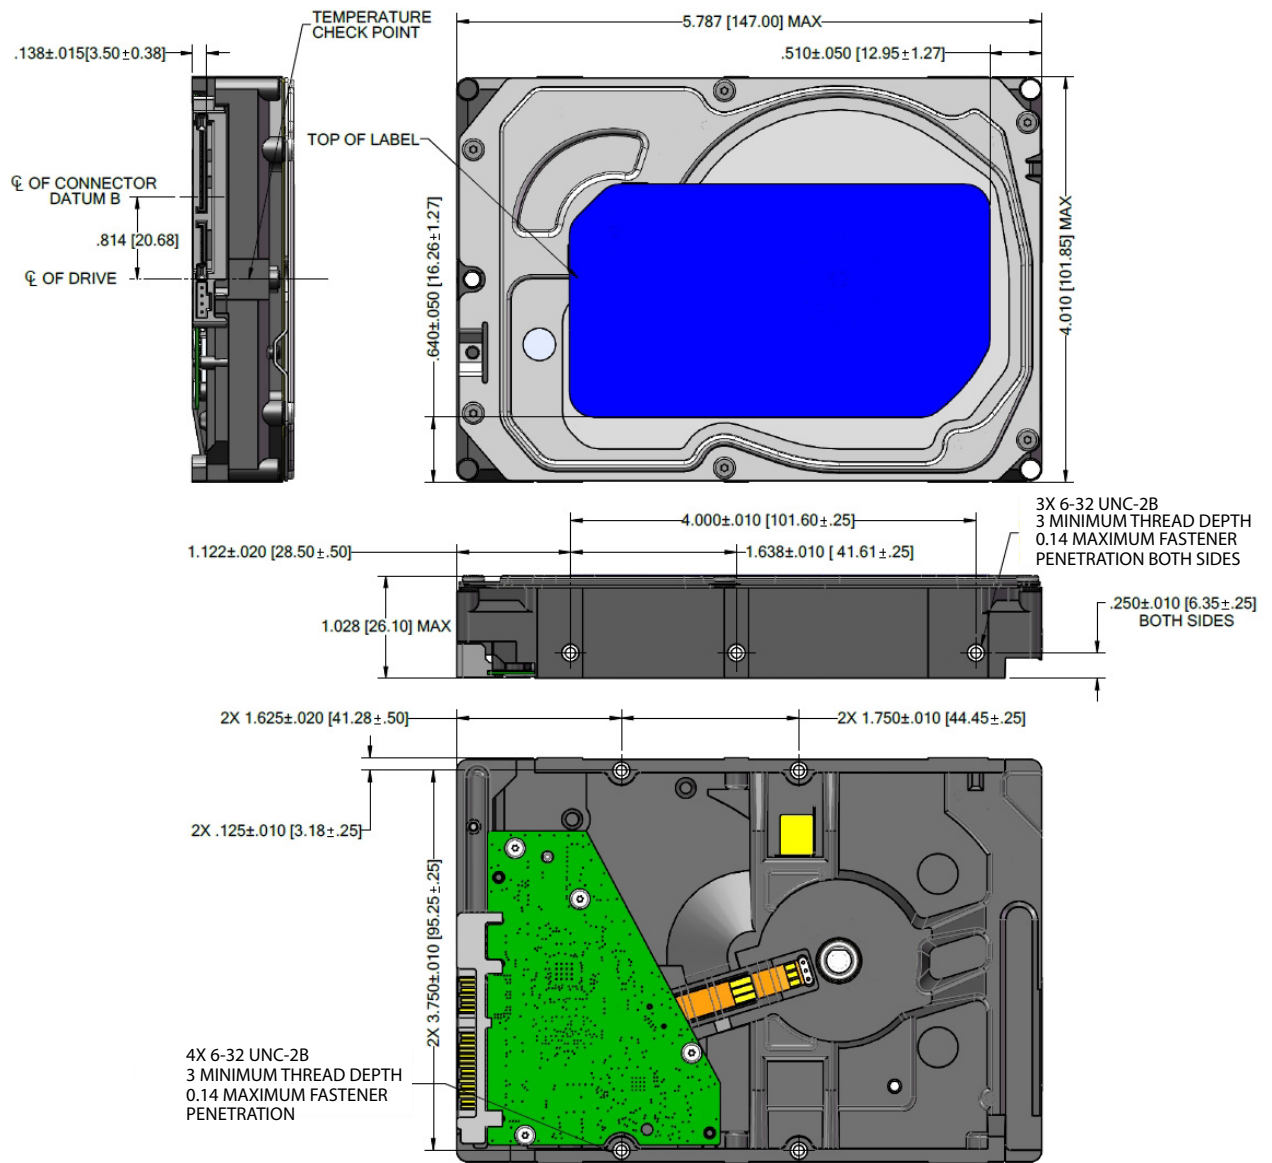 TEMPERATURE
CHECK POINT
5.787 [147.00] MAX
.138±.015[3.50±0.38]
.510±.050 [12.95±1.27]
TOP OF LABEL
℄ OF CONNECTOR
DATUM B
.814 [20.68]
℄ OF DRIVE
.640±.050 [16.26±1.27]
4.010 [101.85] MAX
3X 6-32 UNC-2B
3 MINIMUM THREAD DEPTH
0.14 MAXIMUM FASTENER
PENETRATION BOTH SIDES
4.000±.010 [101.60±.25]
1.122±.020 [28.50±.50]
1.638±.010 [ 41.61±.25]
1.028 [26.10] MAX
.250±.010 [6.35±.25]
BOTH SIDES
2X 1.625±.020 [41.28±.50]
2X 1.750±.010 [44.45±.25]
2X .125±.010 [3.18±.25]
2X 3.750±.010 [95.25±.25]
4X 6-32 UNC-2B
3 MINIMUM THREAD DEPTH
0.14 MAXIMUM FASTENER
PENETRATION